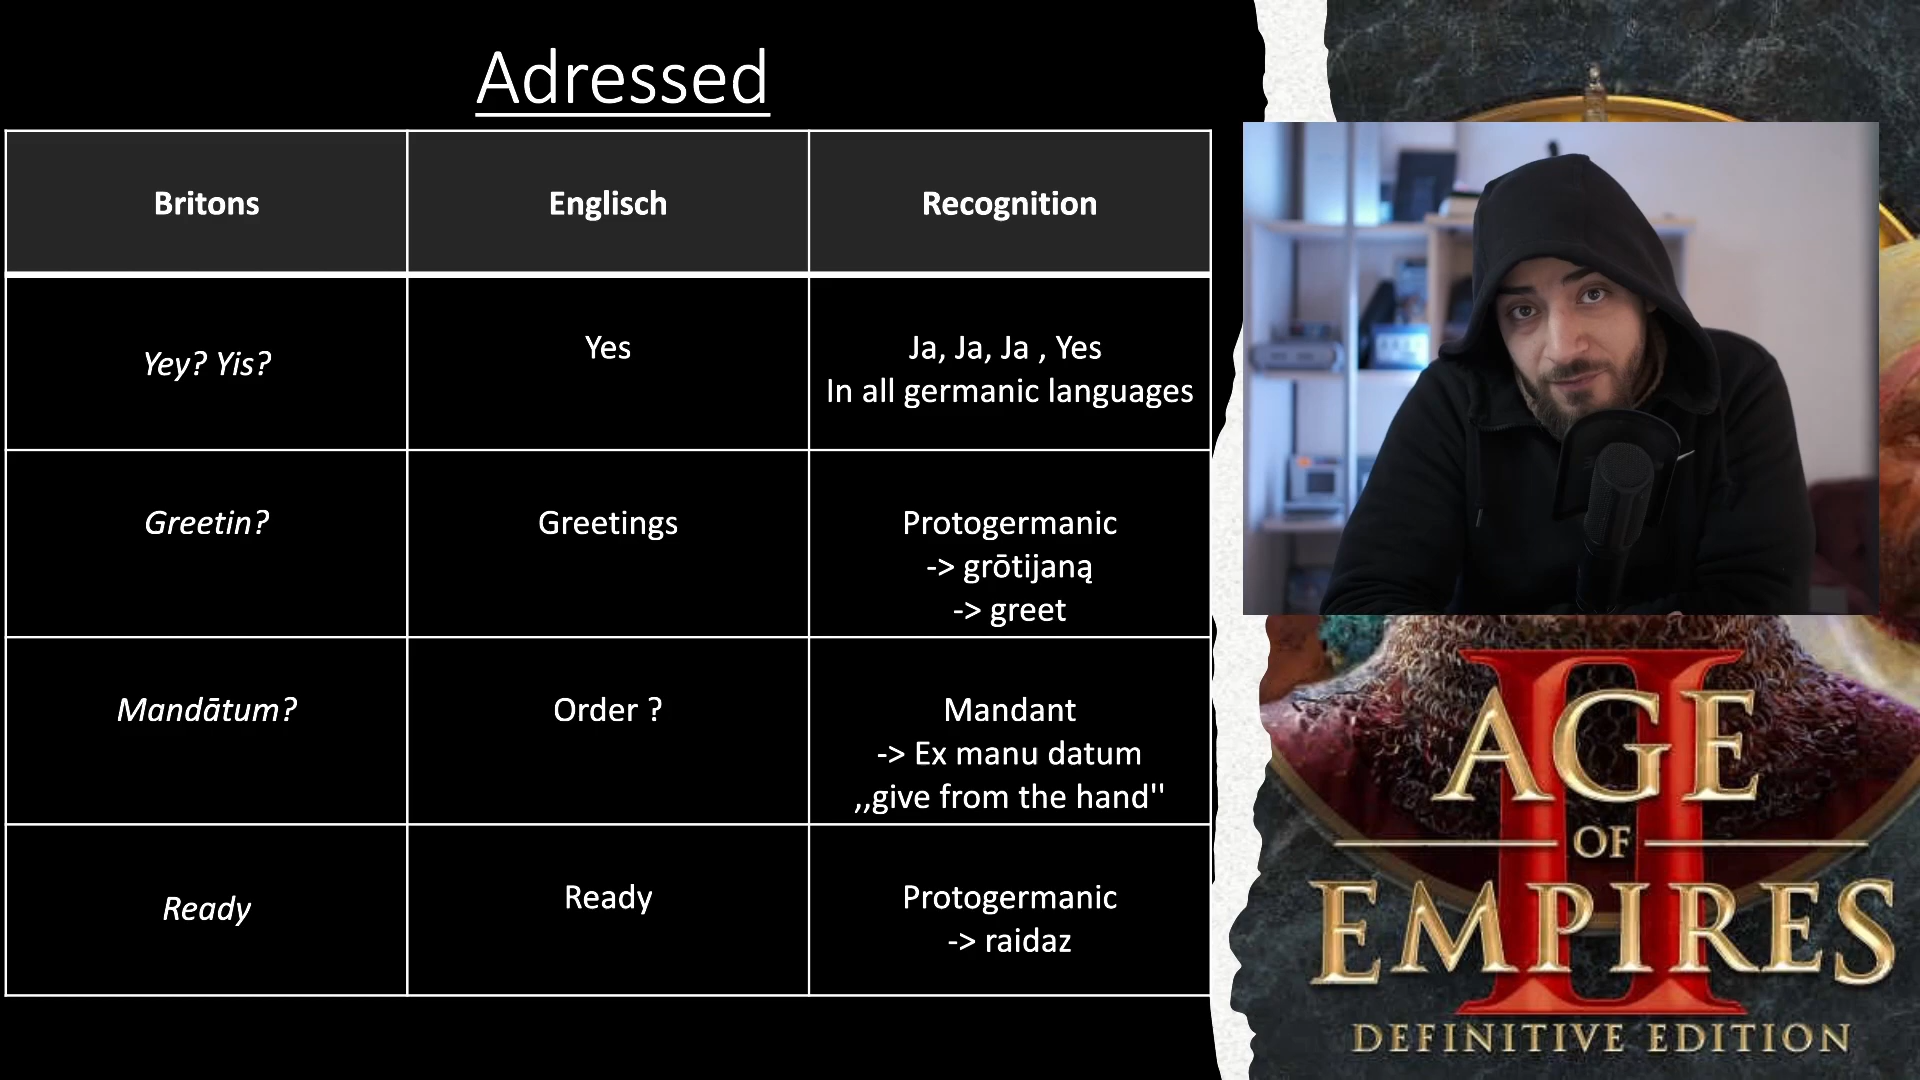 Adressed
Britons
Englisch
Recognition
Yey? Yis?
Yes
Ja, Ja, Ja , Yes
In all germanic languages
Greetin?
Greetings
Protogermanic
-> grōtijaną
-> greet
Mandātum?
Order ?
Mandant
-> Ex manu datum
,,give from the hand''
Ready
Ready
Protogermanic
-> raidaz
II
AGE
OF
EMPIRES
DEFINITIVE EDITION